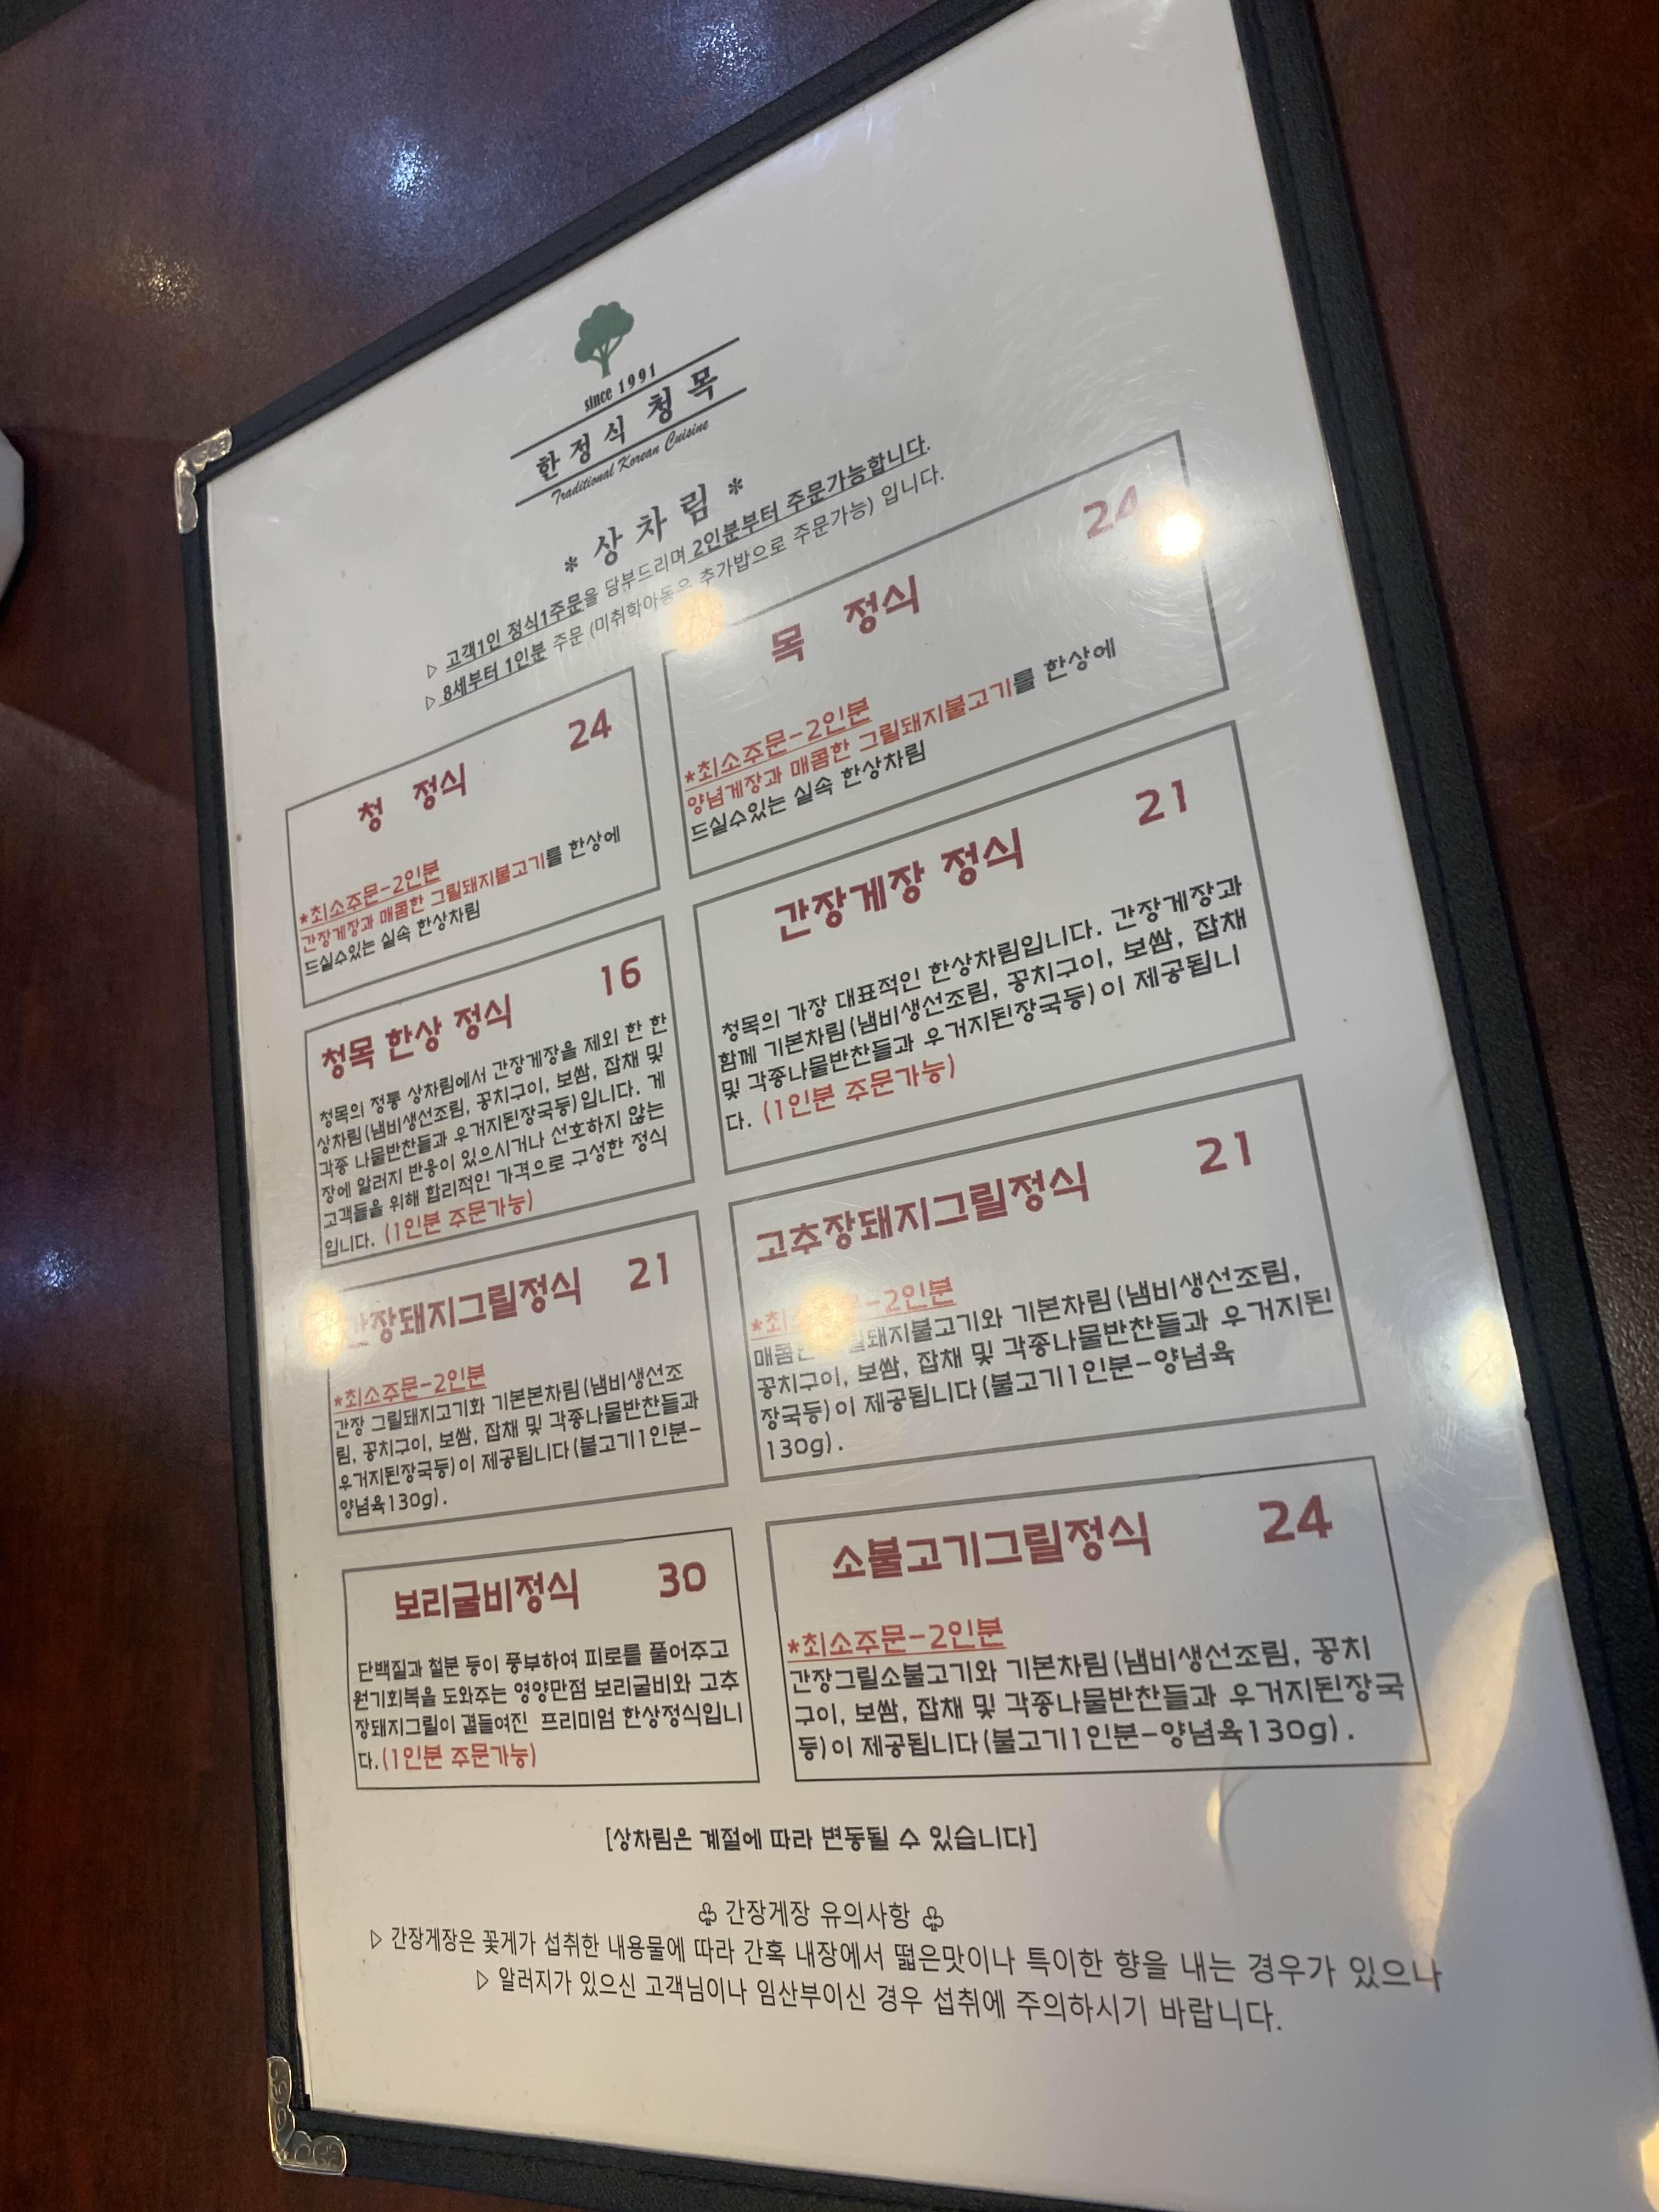 since 1991
한정식 청목
Traditional Korean Cuisine
* 상차림 *
▷ 고객1인 정식1주문을 당부드리며 2인분부터 주문가능합니다.
▷ 8세부터 1인분 주문 (미취학아동은 추가밥으로 주문가능) 입니다.
청 정식 24
*최소주문-2인분
간장게장과 매콤한 그릴돼지불고기를 한상에
드실수있는 실속 한상차림
목 정식 24
*최소주문-2인분
양념게장과 매콤한 그릴돼지불고기를 한상에
드실수있는 실속 한상차림
청목 한상 정식 16
청목의 정통 상차림에서 간장게장을 제외 한 한
상차림(냄비생선조림, 꽁치구이, 보쌈, 잡채 및
각종 나물반찬들과 우거지된장국등)입니다. 게
장에 알러지 반응이 있으시거나 선호하지 않는
고객들을 위해 합리적인 가격으로 구성한 정식
입니다. (1인분 주문가능)
간장게장 정식 21
청목의 가장 대표적인 한상차림입니다. 간장게장과
함께 기본차림(냄비생선조림, 꽁치구이, 보쌈, 잡채
및 각종나물반찬들과 우거지된장국등)이 제공됩니
다. (1인분 주문가능)
간장돼지그릴정식 21
*최소주문-2인분
간장 그릴돼지고기화 기본본차림(냄비생선조
림, 꽁치구이, 보쌈, 잡채 및 각종나물반찬들과
우거지된장국등)이 제공됩니다(불고기1인분-
양념육130g).
고추장돼지그릴정식 21
*최소주문-2인분
매콤한 그릴돼지불고기와 기본차림(냄비생선조림,
꽁치구이, 보쌈, 잡채 및 각종나물반찬들과 우거지된
장국등)이 제공됩니다(불고기1인분-양념육
130g).
보리굴비정식 30
단백질과 철분 등이 풍부하여 피로를 풀어주고
원기회복을 도와주는 영양만점 보리굴비와 고추
장돼지그릴이 곁들여진 프리미엄 한상정식입니
다.(1인분 주문가능)
소불고기그릴정식 24
*최소주문-2인분
간장그릴소불고기와 기본차림(냄비생선조림, 꽁치
구이, 보쌈, 잡채 및 각종나물반찬들과 우거지된장국
등)이 제공됩니다(불고기1인분-양념육130g).
[상차림은 계절에 따라 변동될 수 있습니다]
♧ 간장게장 유의사항 ♧
▷ 간장게장은 꽃게가 섭취한 내용물에 따라 간혹 내장에서 떫은맛이나 특이한 향을 내는 경우가 있으나
▷ 알러지가 있으신 고객님이나 임산부이신 경우 섭취에 주의하시기 바랍니다.